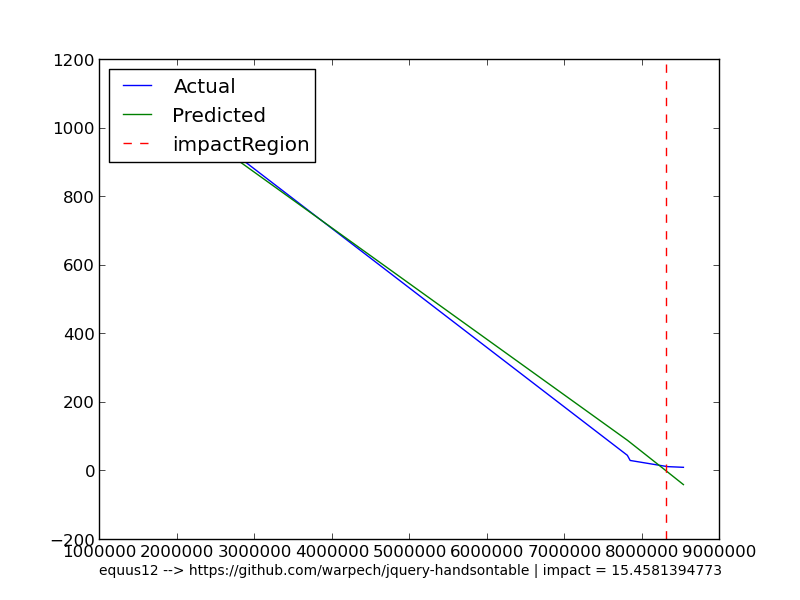 1200
1000
800
600
400
200
0
−200
Actual
Predicted
impactRegion
1000000 2000000 3000000 4000000 5000000 6000000 7000000 8000000 9000000
equus12 --> https://github.com/warpech/jquery-handsontable | impact = 15.4581394773